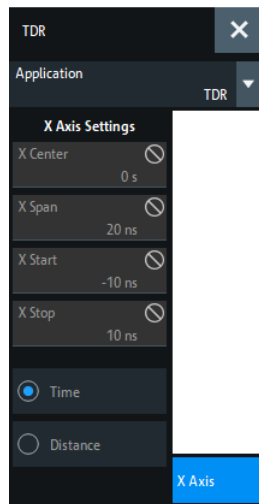 TDR
Application
TDR
X Axis Settings
X Center
0 s
X Span
20 ns
X Start
-10 ns
X Stop
10 ns
Time
Distance
X Axis